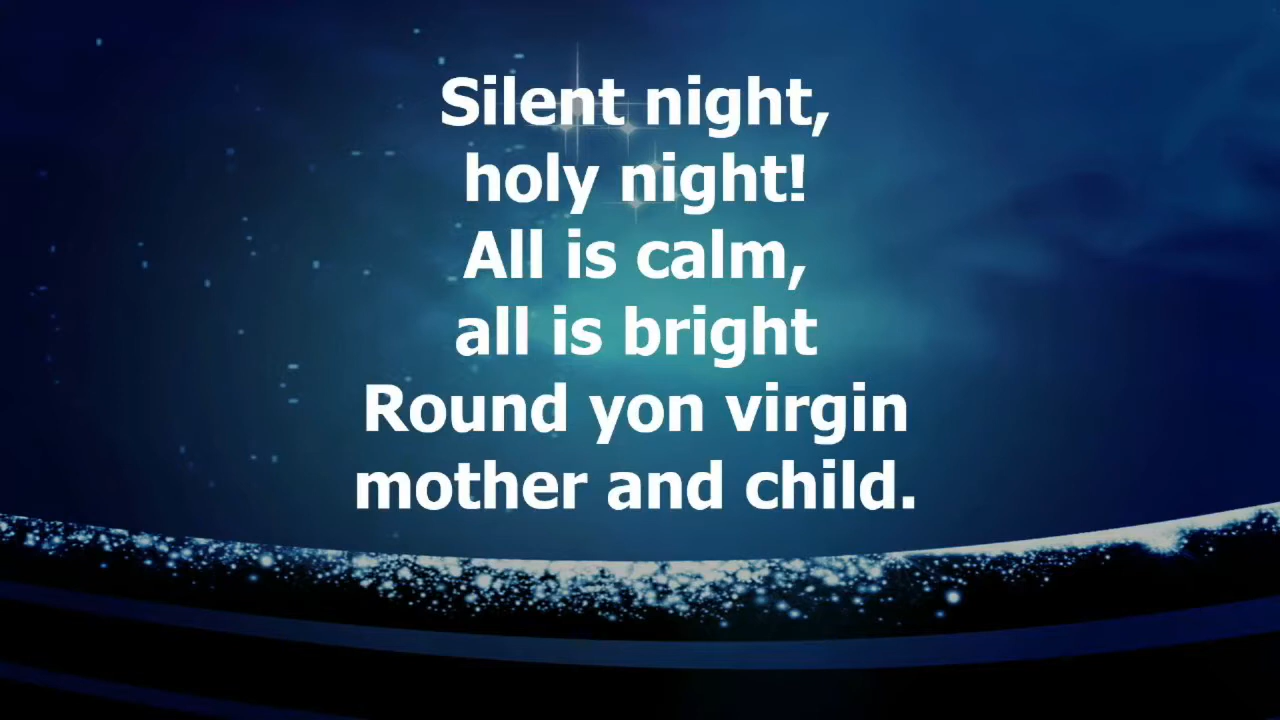 Silent night,
holy night!
All is calm,
all is bright
Round yon virgin
mother and child.